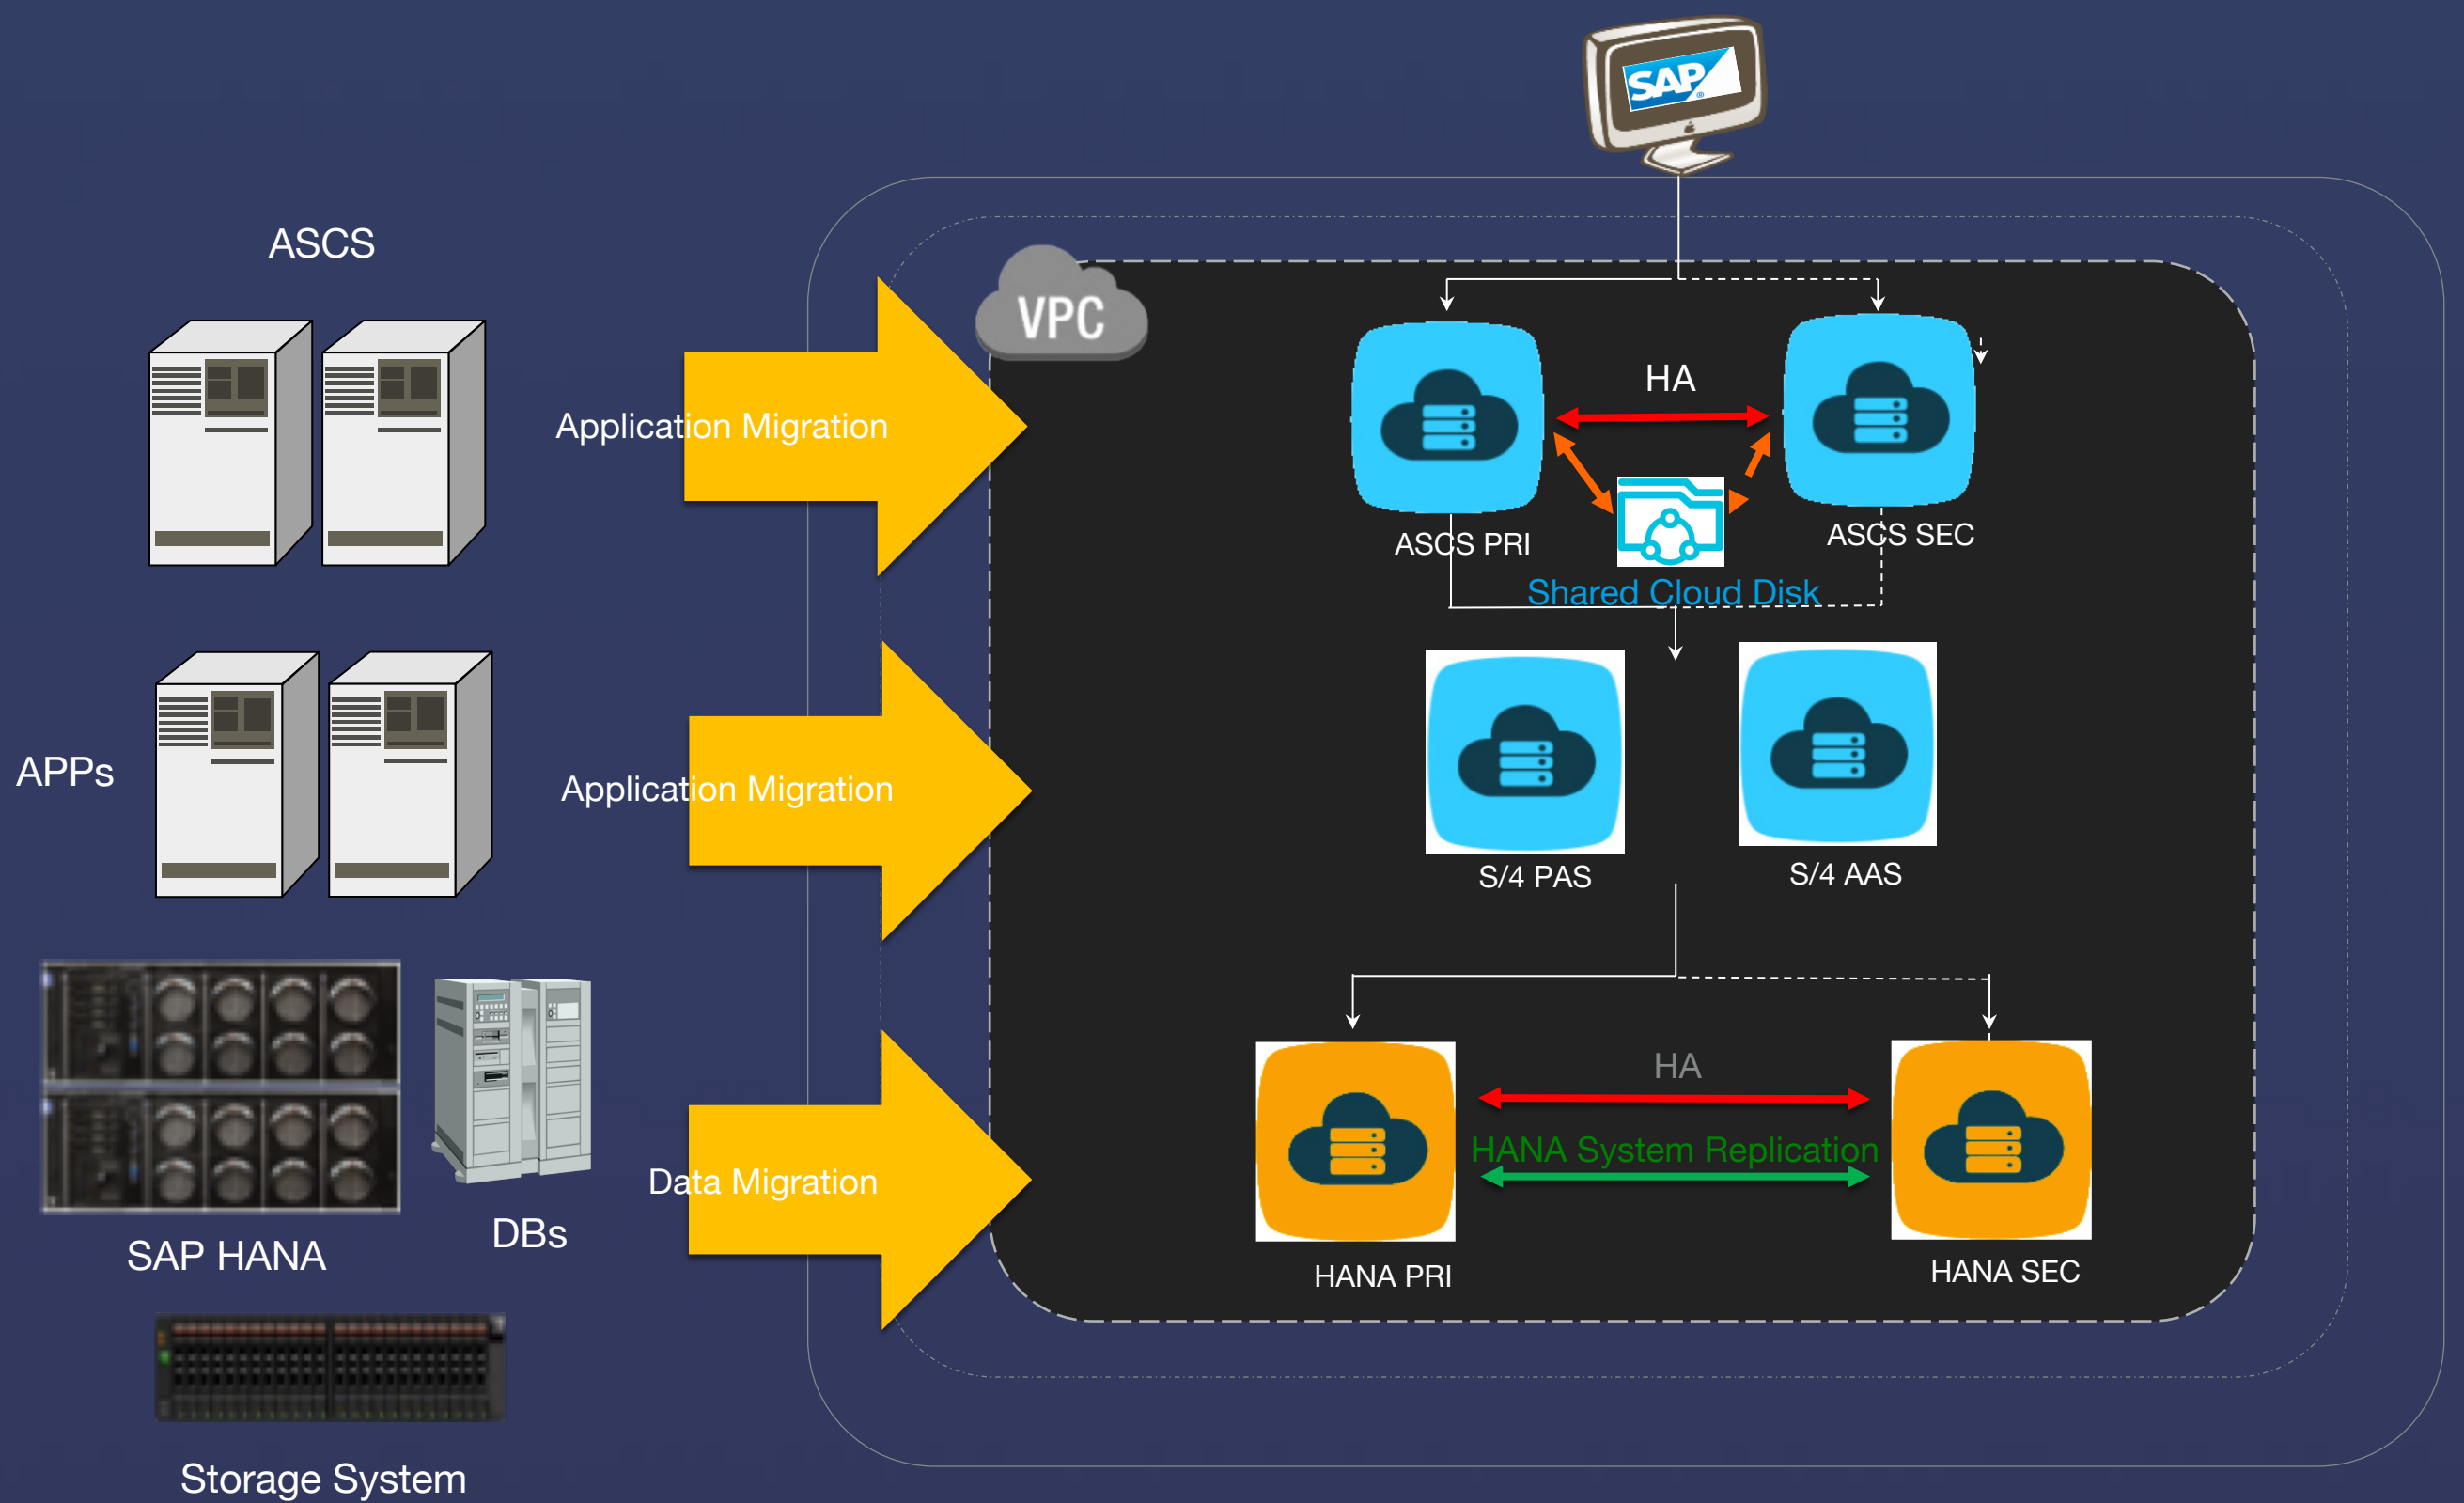 SAP
ASCS
VPC
HA
Application Migration
ASCS PRI
ASCS SEC
Shared Cloud Disk
APPs
Application Migration
S/4 PAS
S/4 AAS
HA
HANA System Replication
Data Migration
DBs
SAP HANA
HANA PRI
HANA SEC
Storage System